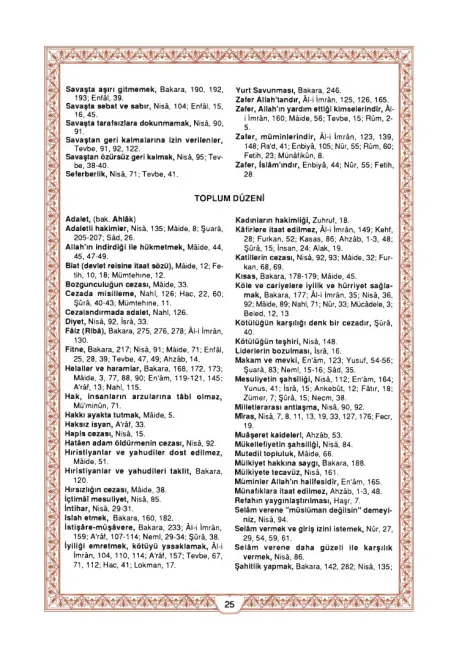 Savaşta aşırı gitmemek, Bakara, 190, 192,
193; Enfâl, 39.
Savaşta sebat ve sabır, Nisâ, 104; Enfâl, 15,
16, 45.
Savaşta tarafsızlara dokunmamak, Nisâ, 90,
91.
Savaştan geri kalmalarına izin verilenler,
Tevbe, 91, 92, 122.
Savaştan özürsüz geri kalmak, Nisâ, 95; Tev-
be, 38-40.
Seferberlik, Nisâ, 71; Tevbe, 41.
Yurt Savunması, Bakara, 246.
Zafer Allah'tandır, Âl-i İmrân, 125, 126, 165.
Zafer, Allah'ın yardım ettiği kimselerindir, Âl-
i İmrân, 160; Mâide, 56; Tevbe, 15; Rûm, 2-
5.
Zafer, müminlerindir, Âl-i İmrân, 123, 139,
148; Ra'd, 41; Enbiyâ, 105; Nûr, 55; Rûm, 60;
Fetih, 23; Münâfikûn, 8.
Zafer, İslâm'ındır, Enbiyâ, 44; Nûr, 55; Fetih,
28.
TOPLUM DÜZENİ
Adalet, (bak. Ahlâk)
Adaletli hakimler, Nisâ, 135; Mâide, 8; Şuarâ,
205-207; Sâd, 26.
Allah'ın indirdiği ile hükmetmek, Mâide, 44,
45, 47-49.
Biat (devlet reisine itaat sözü), Mâide, 12; Fe-
tih, 10, 18; Mümtehine, 12.
Bozgunculuğun cezası, Mâide, 33.
Cezada misilleme, Nahl, 126; Hac, 22, 60;
Şûrâ, 40-43; Mümtehine, 11.
Cezalandırmada adalet, Nahl, 126.
Diyet, Nisâ, 92, İsrâ, 33.
Fâiz (Ribâ), Bakara, 275, 276, 278; Âl-i İmrân,
130.
Fitne, Bakara, 217; Nisâ, 91; Mâide, 71; Enfâl,
25, 28, 39; Tevbe, 47, 49; Ahzâb, 14.
Helaller ve haramlar, Bakara, 168, 172, 173;
Mâide, 3, 77, 88, 90; En'âm, 119-121, 145;
A'râf, 13; Nahl, 115.
Hak, insanların arzularına tâbi olmaz,
Mü'minûn, 71.
Hakkı ayakta tutmak, Mâide, 5.
Haksız isyan, A'râf, 33.
Hapis cezası, Nisâ, 15.
Hatâen adam öldürmenin cezası, Nisâ, 92.
Hıristiyanlar ve yahudiler dost edilmez,
Mâide, 51.
Hıristiyanlar ve yahudileri taklit, Bakara,
120.
Hırsızlığın cezası, Mâide, 38.
İçtimâî mesuliyet, Nisâ, 85.
İntihar, Nisâ, 29-31.
Islah etmek, Bakara, 160, 182.
İstişâre-müşâvere, Bakara, 233; Âl-i İmrân,
159; A'râf, 107-114; Neml, 29-34; Şûrâ, 38.
İyiliği emretmek, kötüyü yasaklamak, Âl-i
İmrân, 104, 110, 114; A'râf, 157; Tevbe, 67,
71, 112; Hac, 41; Lokman, 17.
Kadınların hakimliği, Zuhruf, 18.
Kâfirlere itaat edilmez, Âl-i İmrân, 149; Kehf,
28; Furkan, 52; Kasas, 86; Ahzâb, 1-3, 48;
Şûrâ, 15; İnsan, 24; Alak, 19.
Katillerin cezası, Nisâ, 92, 93; Mâide, 32; Fur-
kan, 68, 69.
Kısas, Bakara, 178-179; Mâide, 45.
Köle ve cariyelere iyilik ve hürriyet sağla-
mak, Bakara, 177; Âl-i İmrân, 35; Nisâ, 36,
92; Mâide, 89; Nahl, 71; Nûr, 33; Mücâdele, 3;
Beled, 12, 13
Kötülüğün karşılığı denk bir cezadır, Şûrâ,
40.
Kötülüğün teşhiri, Nisâ, 148.
Liderlerin bozulması, İsrâ, 16.
Makam ve mevki, En'âm, 123; Yusuf, 54-56;
Şuarâ, 83; Neml, 15-16; Sâd, 35.
Mesuliyetin şahsîliği, Nisâ, 112; En'âm, 164;
Yunus, 41; İsrâ, 15; Ankebût, 12; Fâtır, 18;
Zümer, 7; Şûrâ, 15; Necm, 38.
Milletlerarası antlaşma, Nisâ, 90, 92.
Miras, Nisâ, 7, 8, 11, 13, 19, 33, 127, 176; Fecr,
19.
Muâşeret kaideleri, Ahzâb, 53.
Mükellefiyetin şahsîliği, Nisâ, 84.
Mutedil topluluk, Mâide, 66.
Mülkiyet hakkına saygı, Bakara, 188.
Mülkiyete tecavüz, Nisâ, 161.
Müminler Allah'ın halifesidir, En'âm, 165.
Münafıklara itaat edilmez, Ahzâb, 1-3, 48.
Refahın yaygınlaştırılması, Haşr, 7.
Selâm verene "müslüman değilsin" demeyi-
niz, Nisâ, 94.
Selâm vermek ve giriş izini istemek, Nûr, 27,
29, 54, 59, 61.
Selâm verene daha güzeli ile karşılık
vermek, Nisâ, 86.
Şahitlik yapmak, Bakara, 142, 282; Nisâ, 135;
25